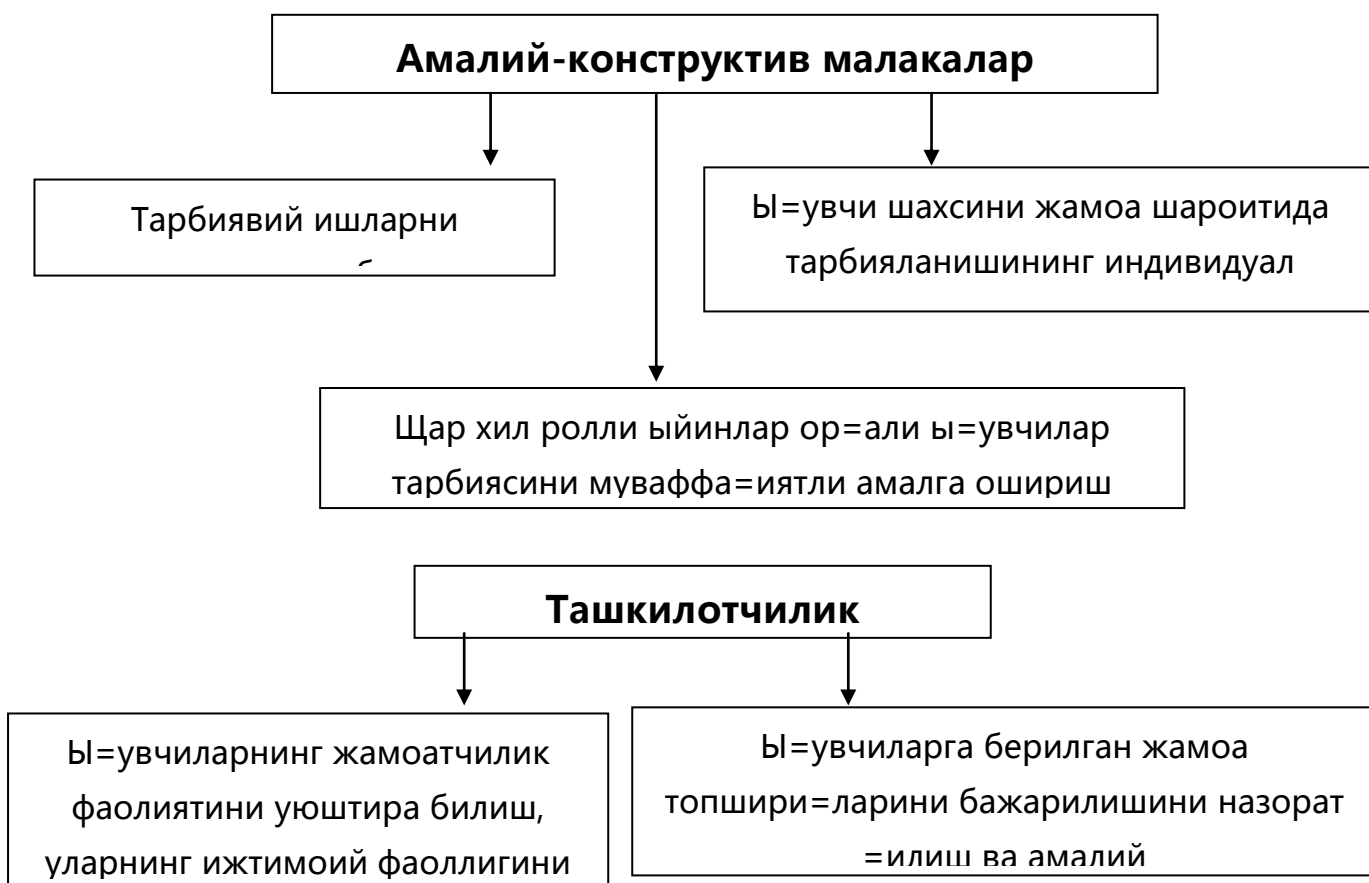 Амалий-конструктив малакалар
Тарбиявий ишларни
Ы=увчи шахсини жамоа шароитида
тарбияланишининг индивидуал
Щар хил ролли ыйинлар ор=али ы=увчилар
тарбиясини муваффа=иятли амалга ошириш
Ташкилотчилик
Ы=увчиларнинг жамоатчилик
фаолиятини уюштира билиш,
уларнинг ижтимоий фаоллигини
Ы=увчиларга берилган жамоа
топшири=ларини бажарилишини назорат
=илиш ва амалий